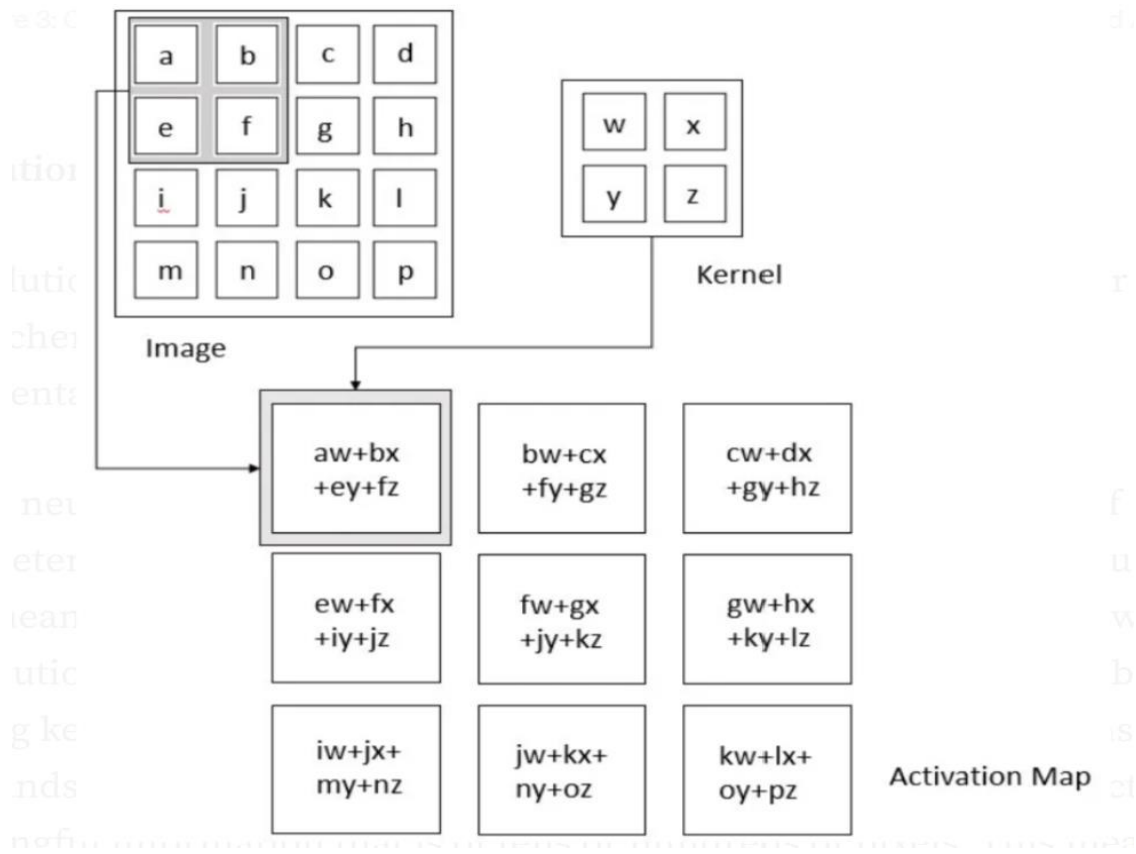 a b c d
e f g h
i j k l
m n o p
Image
w x
y z
Kernel
aw+bx
+ey+fz
bw+cx
+fy+gz
cw+dx
+gy+hz
ew+fx
+iy+jz
fw+gx
+jy+kz
gw+hx
+ky+lz
iw+jx+
my+nz
jw+kx+
ny+oz
kw+lx+
oy+pz
Activation Map